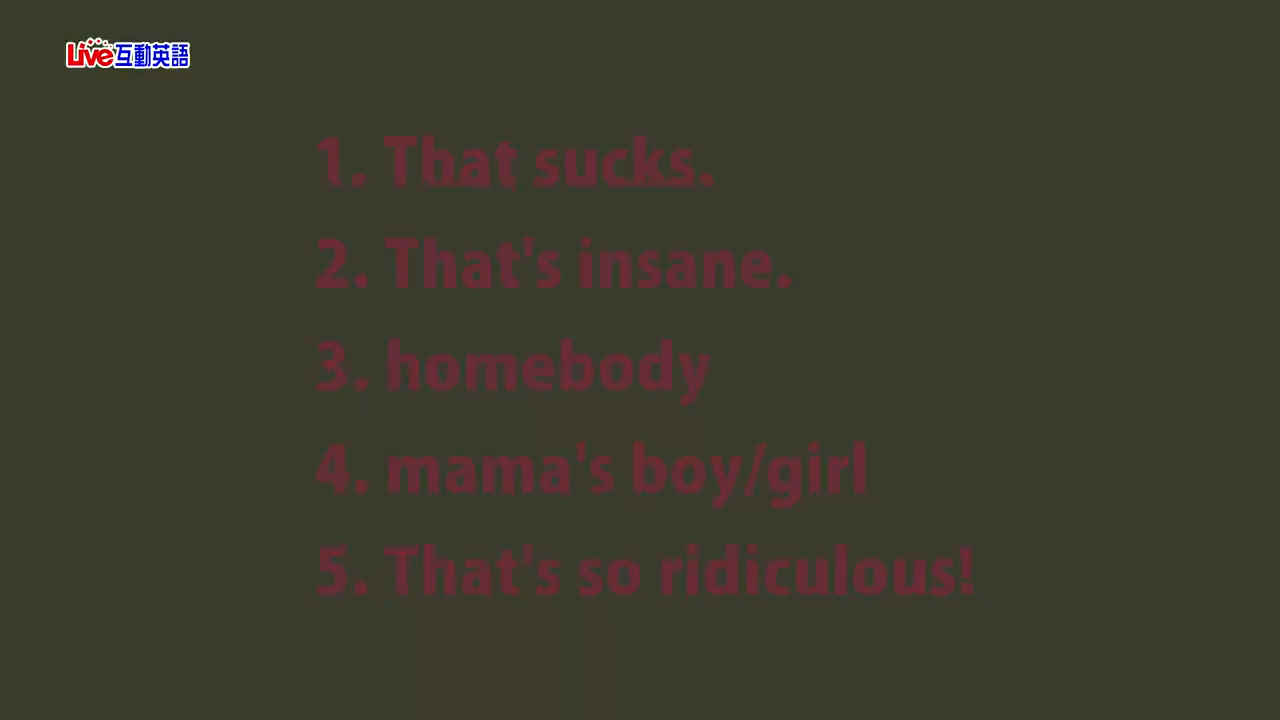 Live互動英語
1. That sucks.
2. That's insane.
3. homebody
4. mama's boy/girl
5. That's so ridiculous!